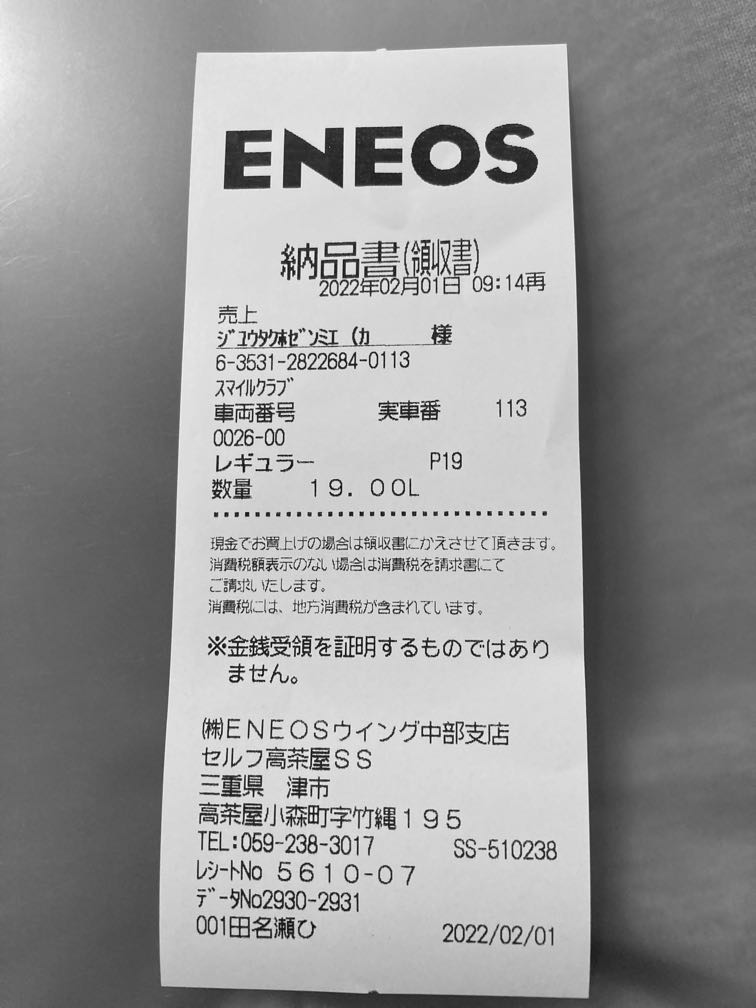 ENEOS
納品書(領収書)
2022年02月01日 09:14再
売上
ｼﾞﾕｳﾀｸﾎｾﾞﾝﾐｴ (ｶ 様
6-3531-2822684-0113
ｽﾏｲﾙｸﾗﾌﾞ
車両番号 実車番 113
0026-00
レギュラー P19
数量 １９．００L
現金でお買上げの場合は領収書にかえさせて頂きます。
消費税額表示のない場合は消費税を請求書にて
ご請求いたします。
消費税には、地方消費税が含まれています。
※金銭受領を証明するものではあり
ません。
㈱ＥＮＥＯＳウイング中部支店
セルフ高茶屋ＳＳ
三重県 津市
高茶屋小森町字竹縄１９５
TEL:059-238-3017 SS-510238
ﾚｼｰﾄNo ５６１０-０７
ﾃﾞｰﾀNo2930-2931
001田名瀬ひ 2022/02/01